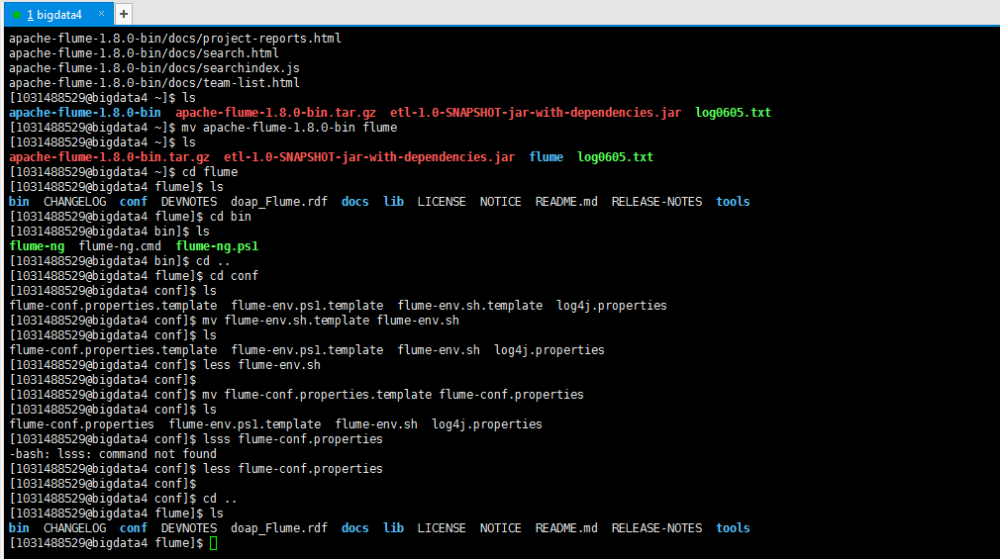 1 bigdata4 × +
apache-flume-1.8.0-bin/docs/project-reports.html
apache-flume-1.8.0-bin/docs/search.html
apache-flume-1.8.0-bin/docs/searchindex.js
apache-flume-1.8.0-bin/docs/team-list.html
[1031488529@bigdata4 ~]$ ls
apache-flume-1.8.0-bin  apache-flume-1.8.0-bin.tar.gz  etl-1.0-SNAPSHOT-jar-with-dependencies.jar  log0605.txt
[1031488529@bigdata4 ~]$ mv apache-flume-1.8.0-bin flume
[1031488529@bigdata4 ~]$ ls
apache-flume-1.8.0-bin.tar.gz  etl-1.0-SNAPSHOT-jar-with-dependencies.jar  flume  log0605.txt
[1031488529@bigdata4 ~]$ cd flume
[1031488529@bigdata4 flume]$ ls
bin  CHANGELOG  conf  DEVNOTES  doap_Flume.rdf  docs  lib  LICENSE  NOTICE  README.md  RELEASE-NOTES  tools
[1031488529@bigdata4 flume]$ cd bin
[1031488529@bigdata4 bin]$ ls
flume-ng  flume-ng.cmd  flume-ng.ps1
[1031488529@bigdata4 bin]$ cd ..
[1031488529@bigdata4 flume]$ cd conf
[1031488529@bigdata4 conf]$ ls
flume-conf.properties.template  flume-env.ps1.template  flume-env.sh.template  log4j.properties
[1031488529@bigdata4 conf]$ mv flume-env.sh.template flume-env.sh
[1031488529@bigdata4 conf]$ ls
flume-conf.properties.template  flume-env.ps1.template  flume-env.sh  log4j.properties
[1031488529@bigdata4 conf]$ less flume-env.sh
[1031488529@bigdata4 conf]$
[1031488529@bigdata4 conf]$ mv flume-conf.properties.template flume-conf.properties
[1031488529@bigdata4 conf]$ ls
flume-conf.properties  flume-env.ps1.template  flume-env.sh  log4j.properties
[1031488529@bigdata4 conf]$ lsss flume-conf.properties
-bash: lsss: command not found
[1031488529@bigdata4 conf]$ less flume-conf.properties
[1031488529@bigdata4 conf]$
[1031488529@bigdata4 conf]$ cd ..
[1031488529@bigdata4 flume]$ ls
bin  CHANGELOG  conf  DEVNOTES  doap_Flume.rdf  docs  lib  LICENSE  NOTICE  README.md  RELEASE-NOTES  tools
[1031488529@bigdata4 flume]$